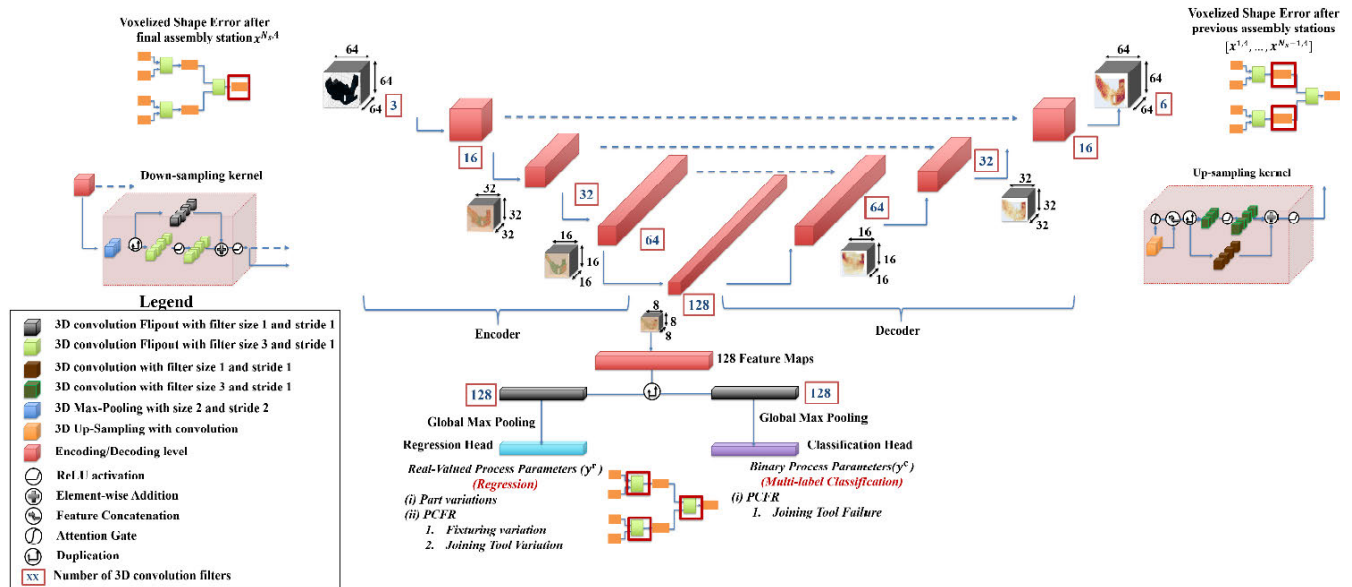 Voxelized Shape Error after
final assembly station x^{N_s,A}
64
64
64
3
16
32
32
32
32
16
16
16
64
128
8
8
8
Encoder
Decoder
64
16
16
16
32
32
32
32
16
64
64
64
6
Voxelized Shape Error after
previous assembly stations
[x^{1,A}, ..., x^{N_s-1,A}]
Down-sampling kernel
Up-sampling kernel
Legend
3D convolution Flipout with filter size 1 and stride 1
3D convolution Flipout with filter size 3 and stride 1
3D convolution with filter size 1 and stride 1
3D convolution with filter size 3 and stride 1
3D Max-Pooling with size 2 and stride 2
3D Up-Sampling with convolution
Encoding/Decoding level
ReLU activation
Element-wise Addition
Feature Concatenation
Attention Gate
Duplication
xx Number of 3D convolution filters
128 Feature Maps
128
128
Global Max Pooling
Global Max Pooling
Regression Head
Classification Head
Real-Valued Process Parameters (y^r)
(Regression)
(i) Part variations
(ii) PCFR
1. Fixturing variation
2. Joining Tool Variation
Binary Process Parameters(y^c)
(Multi-label Classification)
(i) PCFR
1. Joining Tool Failure